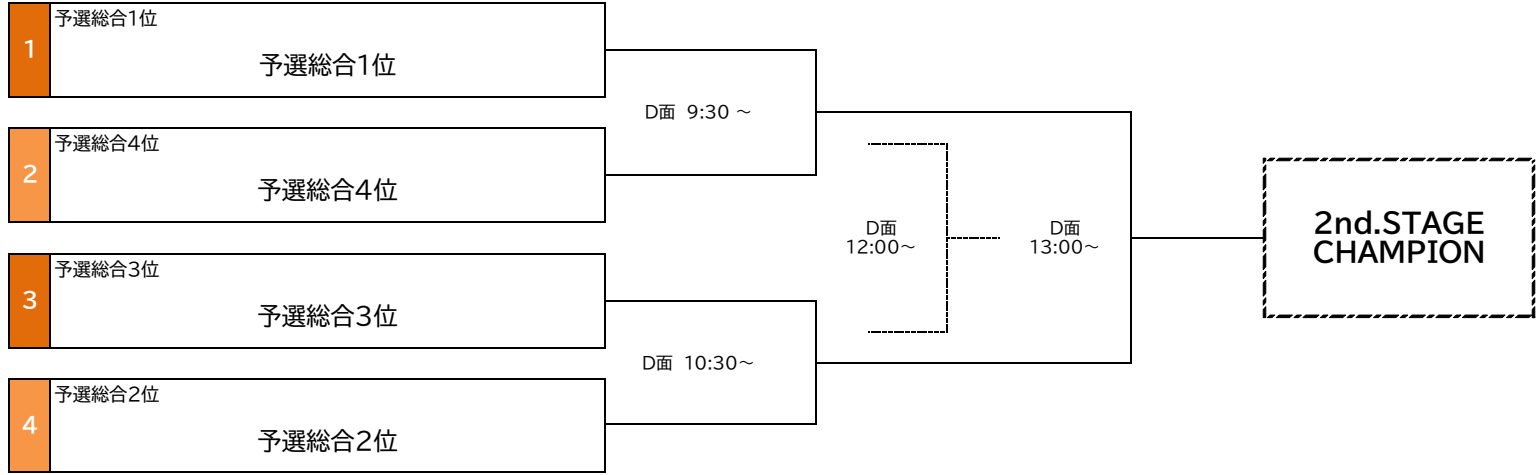 1
予選総合1位
予選総合1位
D面 9:30 ～
2
予選総合4位
予選総合4位
3
予選総合3位
予選総合3位
D面 10:30～
4
予選総合2位
予選総合2位
D面
12:00～
D面
13:00～
2nd.STAGE
CHAMPION